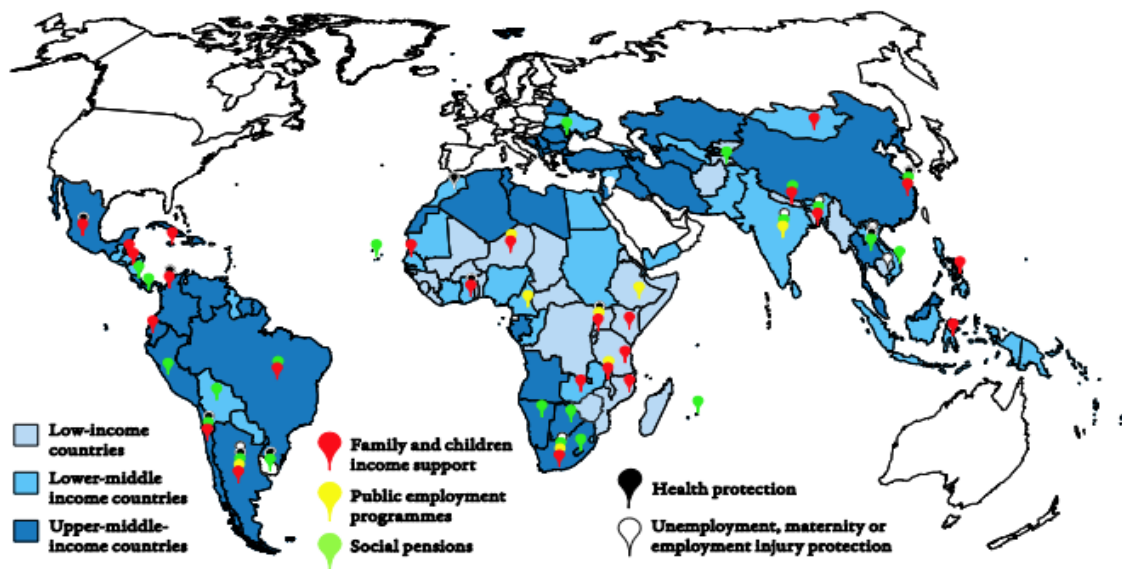 Low-income
countries
Lower-middle
income countries
Upper-middle-
income countries
Family and children
income support
Public employment
programmes
Social pensions
Health protection
Unemployment, maternity or
employment injury protection